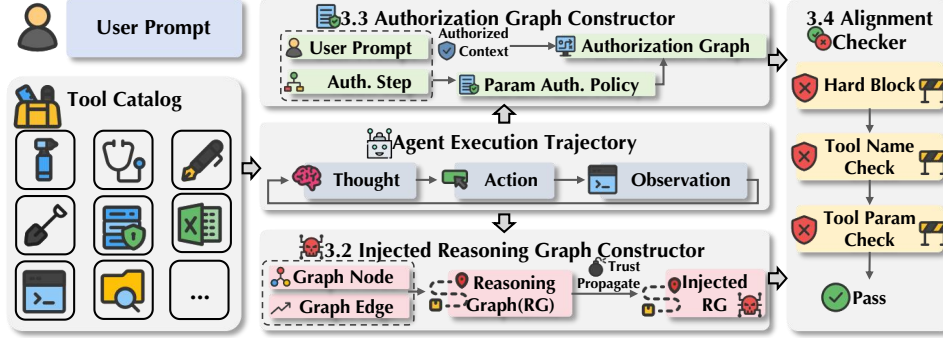 User Prompt
Tool Catalog
...
3.3 Authorization Graph Constructor
User Prompt
Authorized
Context
Authorization Graph
Auth. Step
Param Auth. Policy
Agent Execution Trajectory
Thought
Action
Observation
3.2 Injected Reasoning Graph Constructor
Graph Node
Graph Edge
Reasoning
Graph(RG)
Trust
Propagate
Injected
RG
3.4 Alignment
Checker
Hard Block
Tool Name
Check
Tool Param
Check
Pass